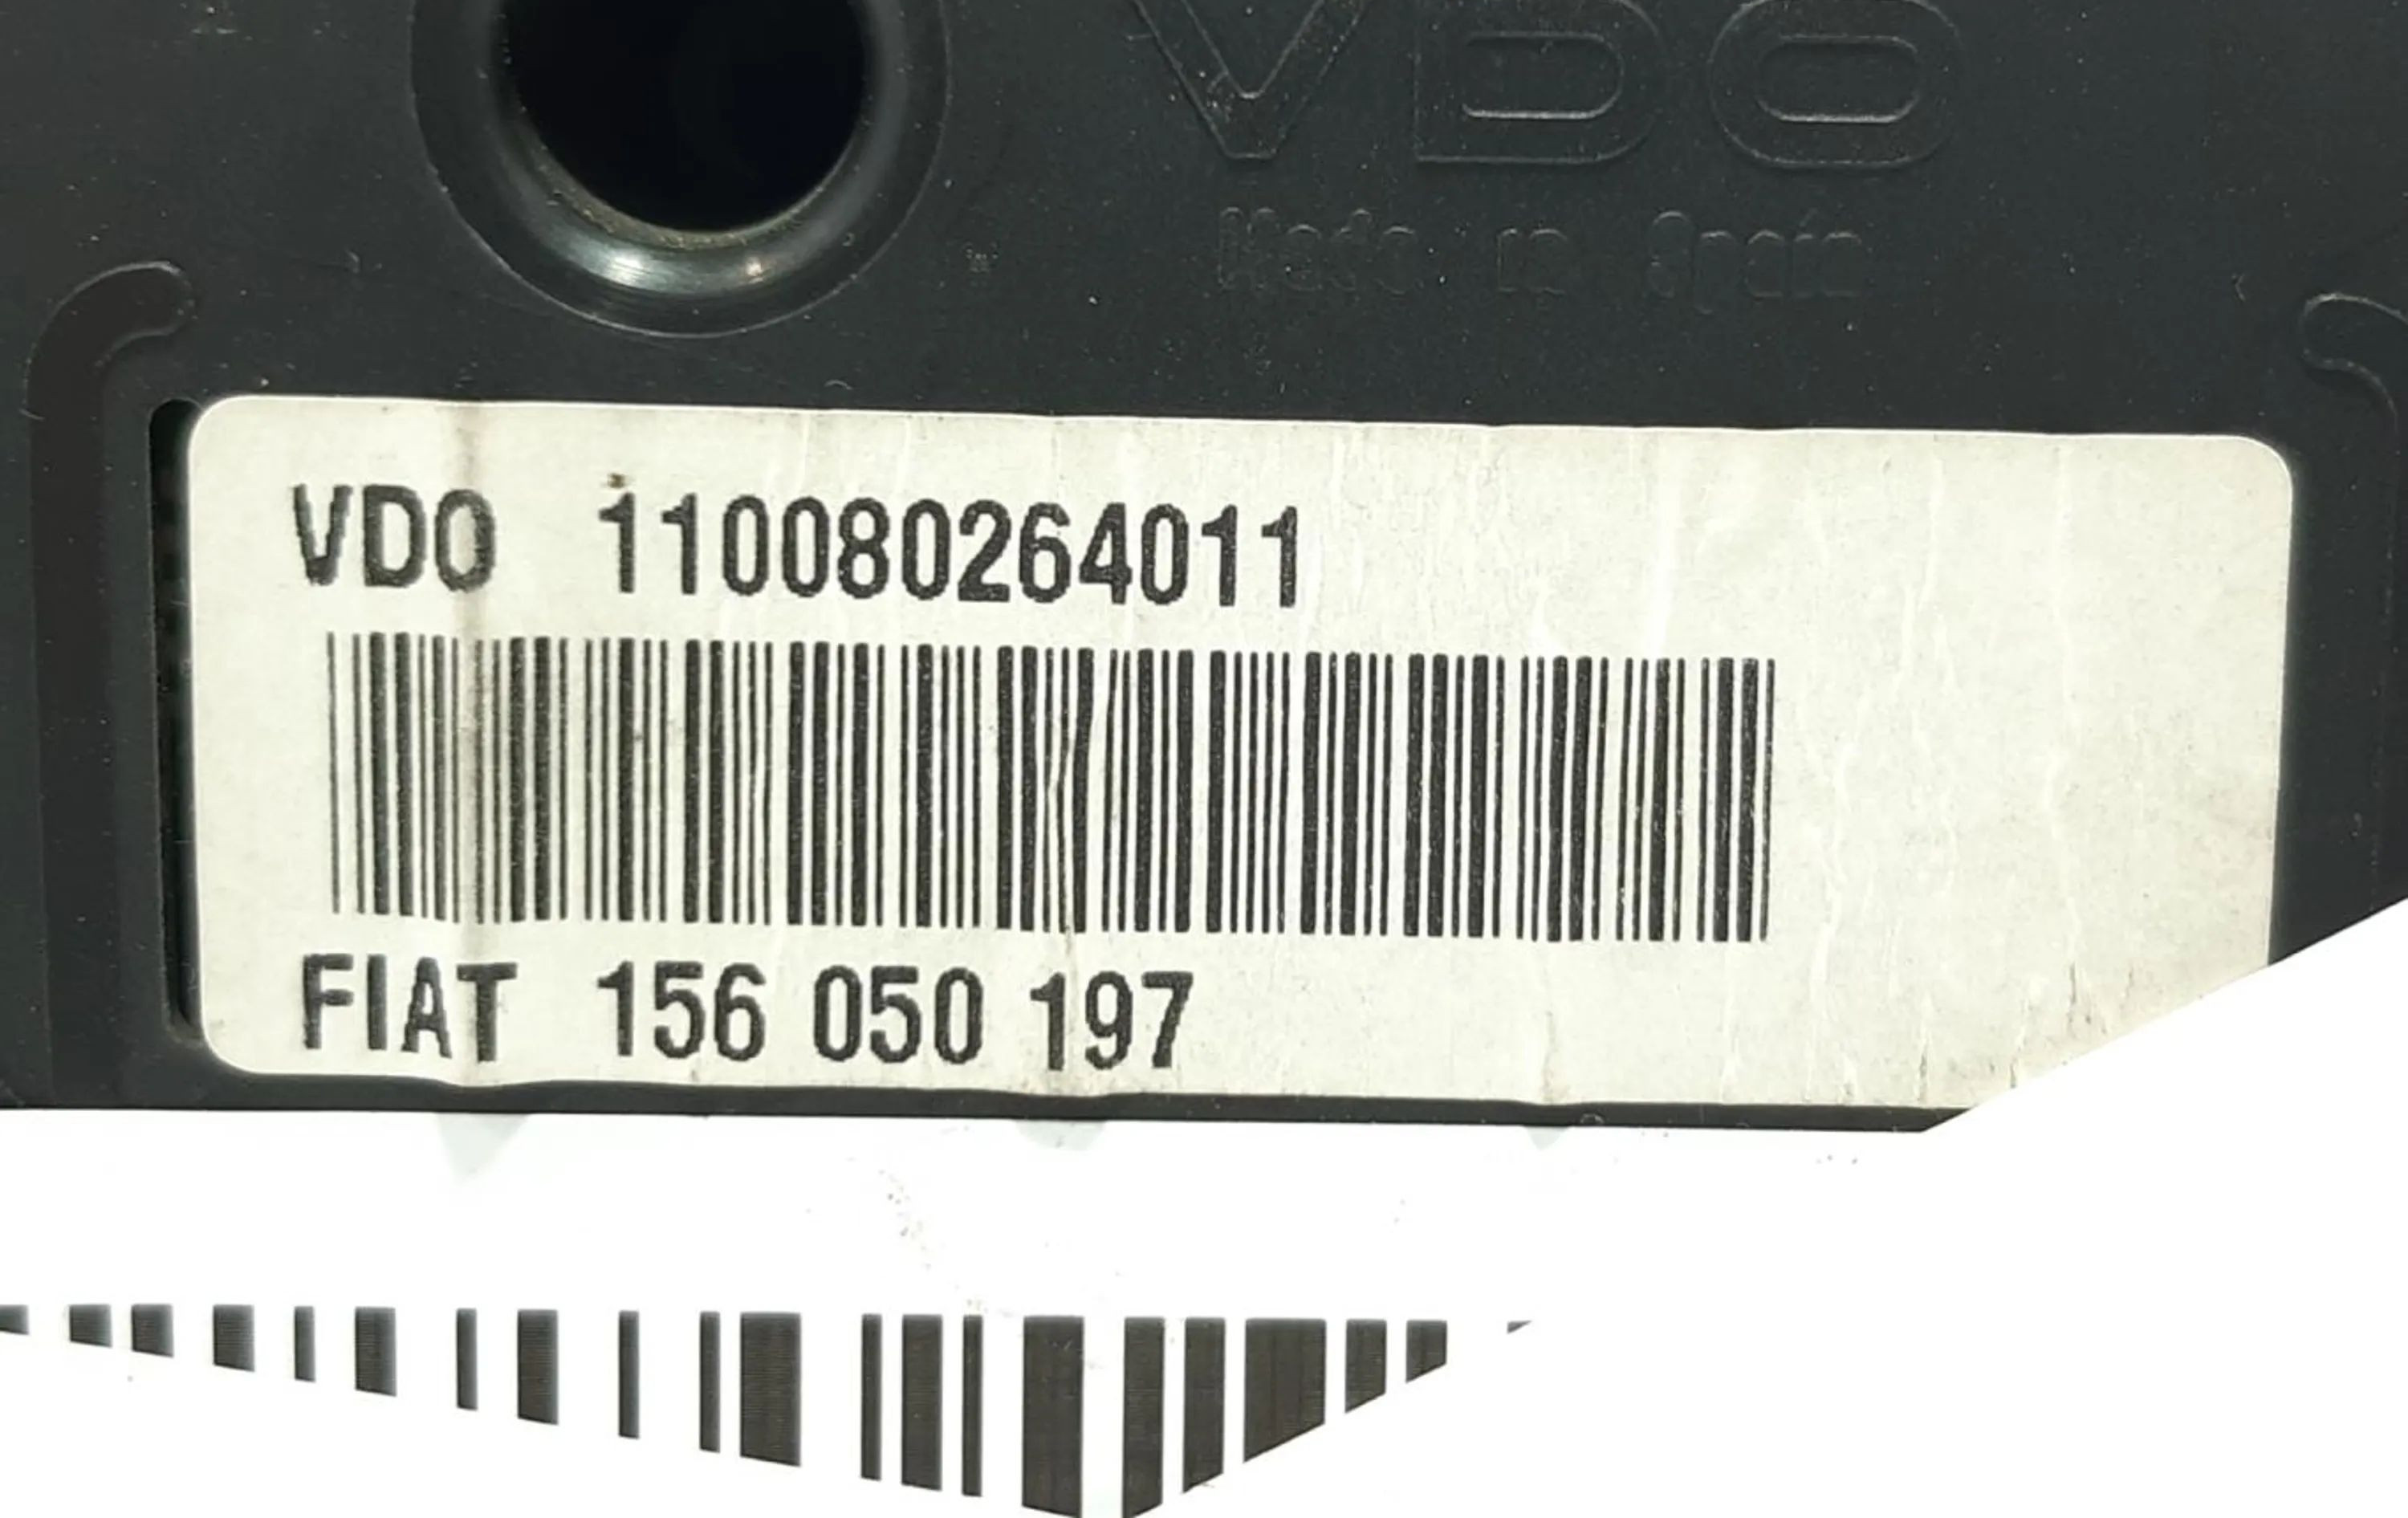 VDO
Made in Spain
VDO 110080264011
FIAT 156 050 197